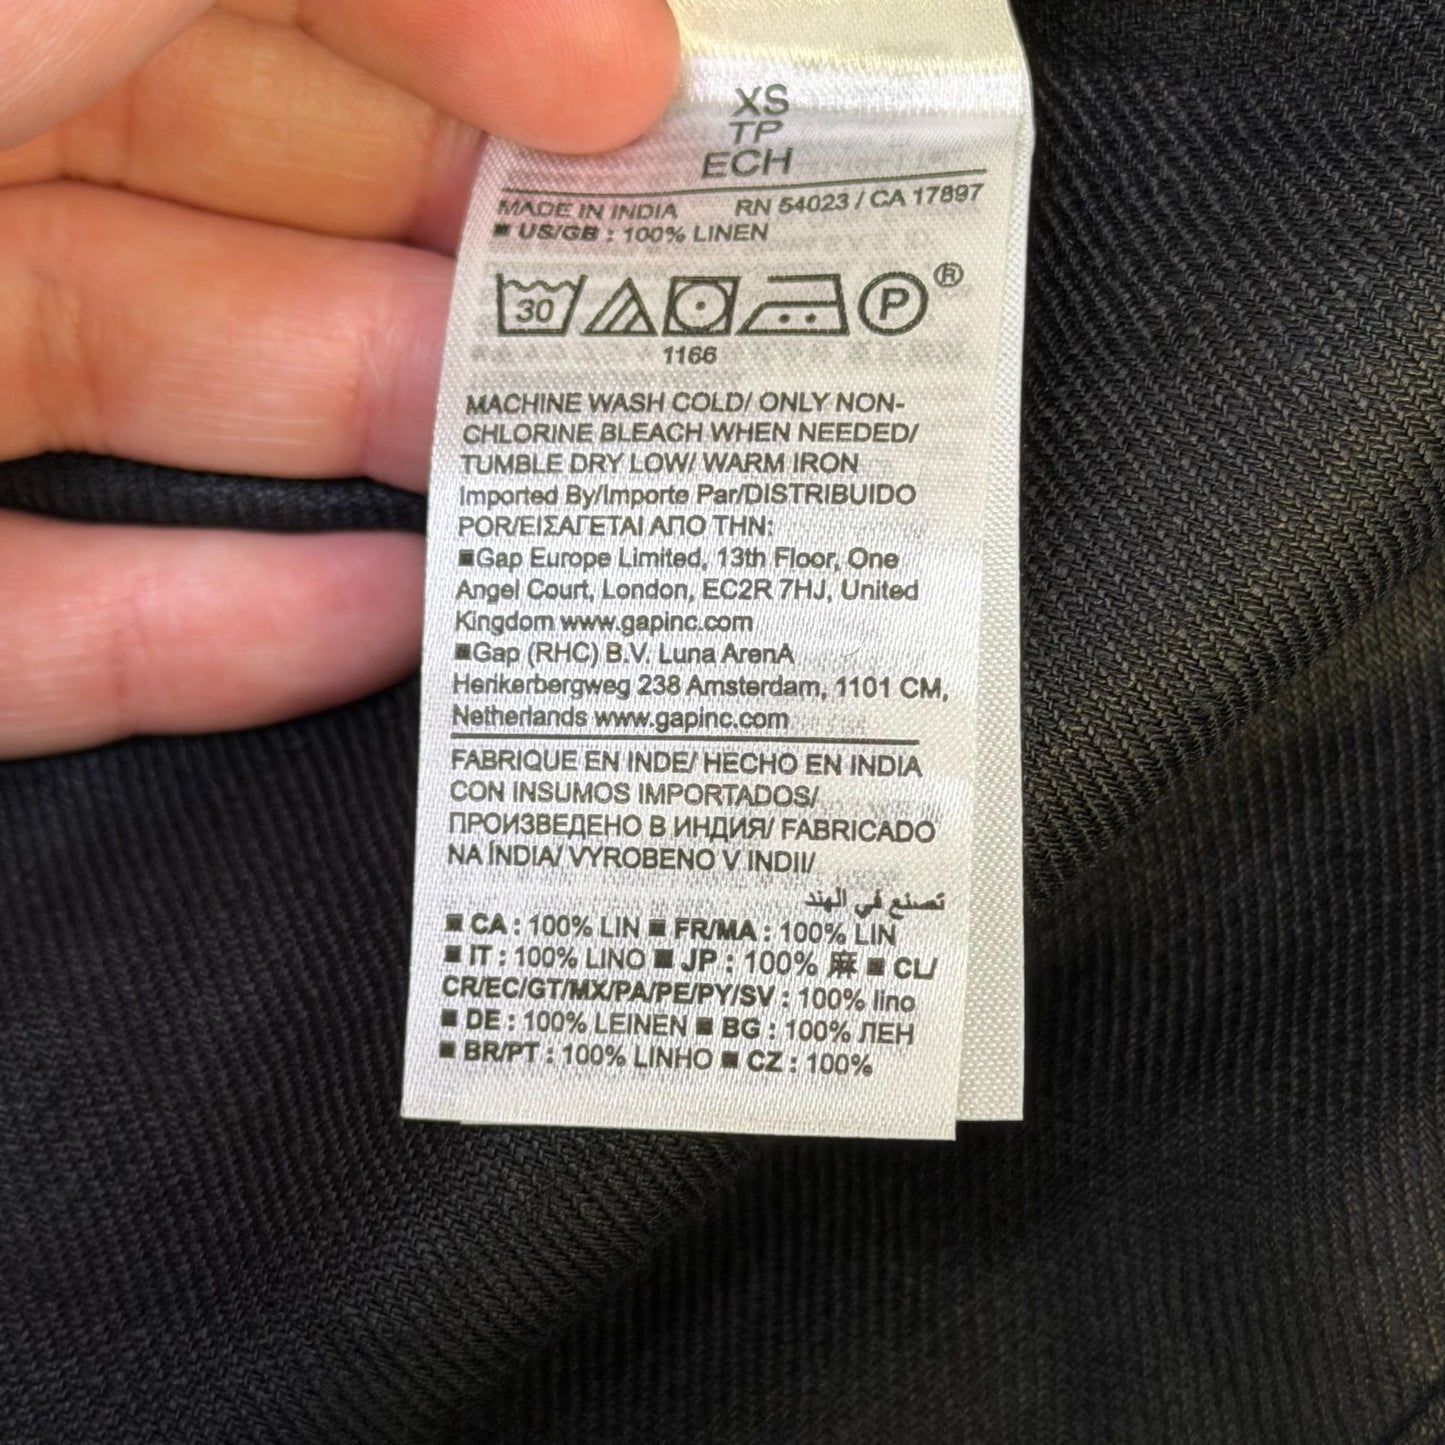 XS
TP
ECH
MADE IN INDIA RN 54023 / CA 17897
■ US/GB : 100% LINEN
30 P ®
1166
MACHINE WASH COLD/ ONLY NON-
CHLORINE BLEACH WHEN NEEDED/
TUMBLE DRY LOW/ WARM IRON
Imported By/Importe Par/DISTRIBUIDO
POR/ΕΙΣΑΓΕΤΑΙ ΑΠΟ ΤΗΝ:
■Gap Europe Limited, 13th Floor, One
Angel Court, London, EC2R 7HJ, United
Kingdom www.gapinc.com
■Gap (RHC) B.V. Luna ArenA
Herikerbergweg 238 Amsterdam, 1101 CM,
Netherlands www.gapinc.com
FABRIQUE EN INDE/ HECHO EN INDIA
CON INSUMOS IMPORTADOS/
ПРОИЗВЕДЕНО В ИНДИЯ/ FABRICADO
NA ÍNDIA/ VYROBENO V INDII/
تصنع في الهند
■ CA : 100% LIN ■ FR/MA : 100% LIN
■ IT : 100% LINO ■ JP : 100% 麻 ■ CL/
CR/EC/GT/MX/PA/PE/PY/SV : 100% lino
■ DE : 100% LEINEN ■ BG : 100% ЛЕН
■ BR/PT : 100% LINHO ■ CZ : 100%